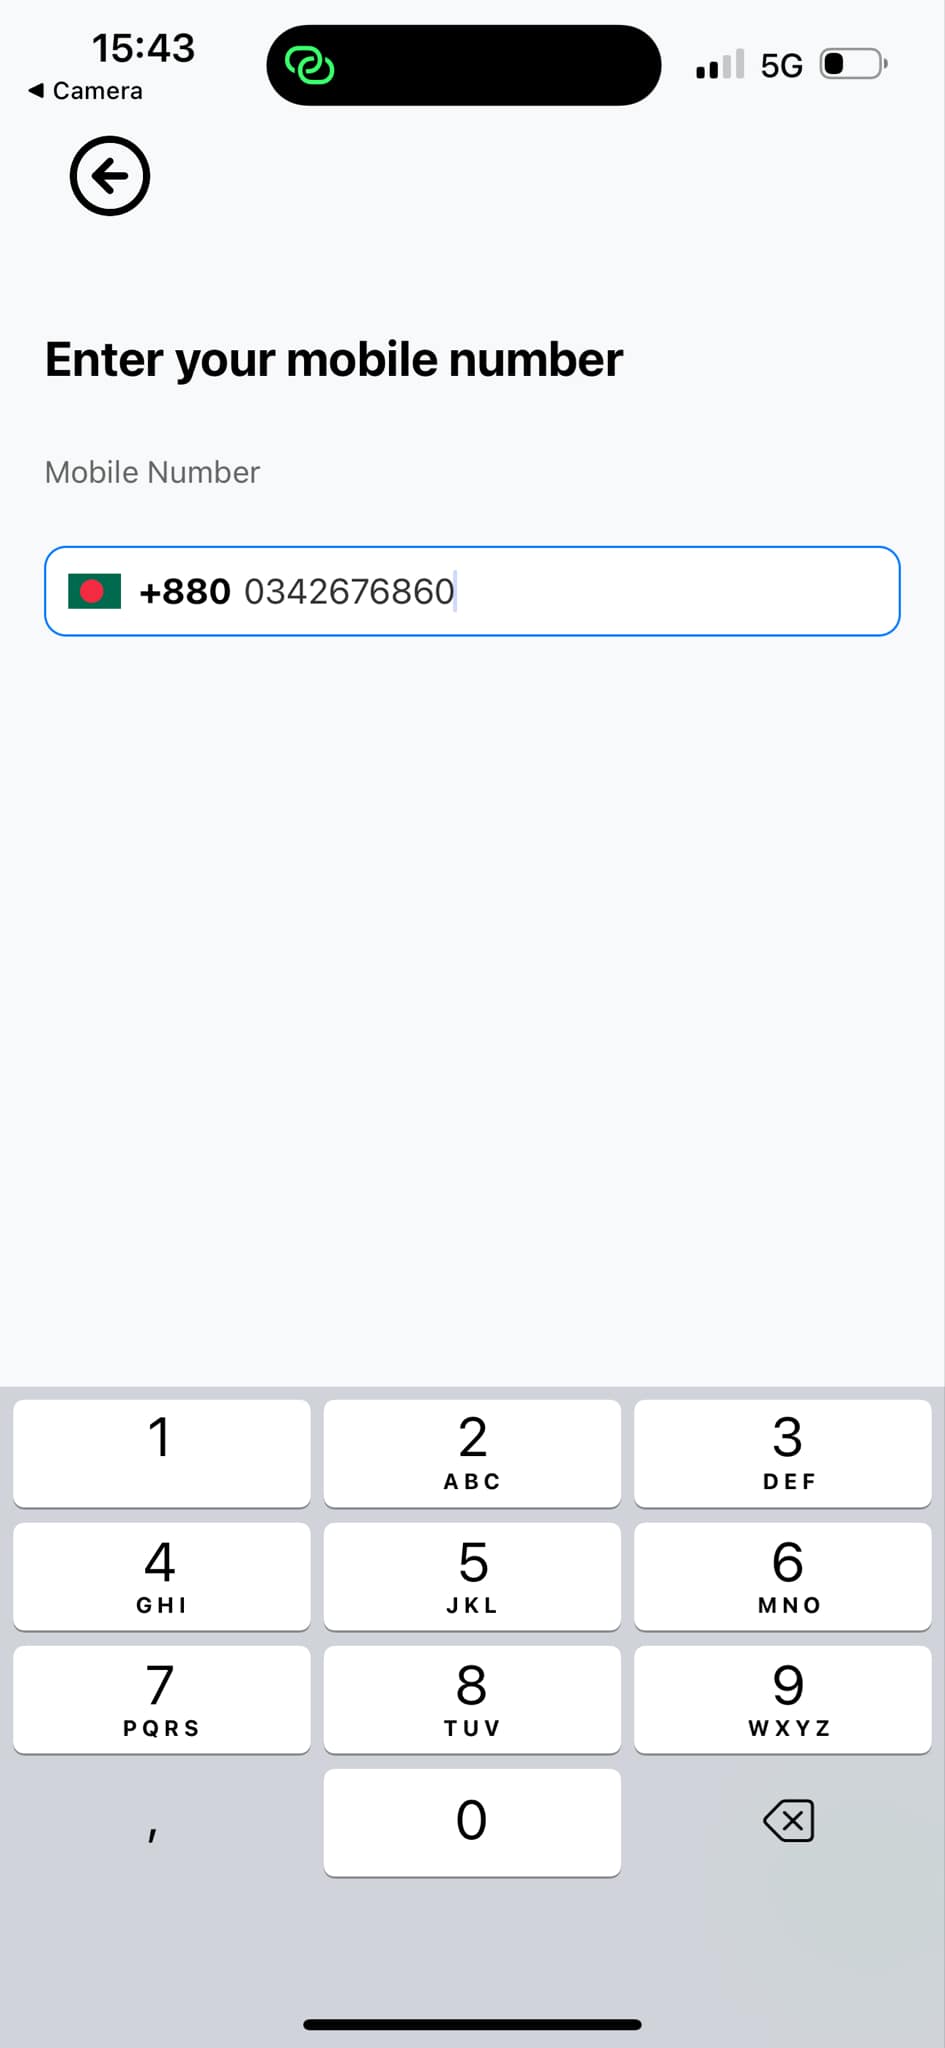 15:43
5G
◀ Camera
Enter your mobile number
Mobile Number
+880 0342676860
1
2
ABC
3
DEF
4
GHI
5
JKL
6
MNO
7
PQRS
8
TUV
9
WXYZ
,
0